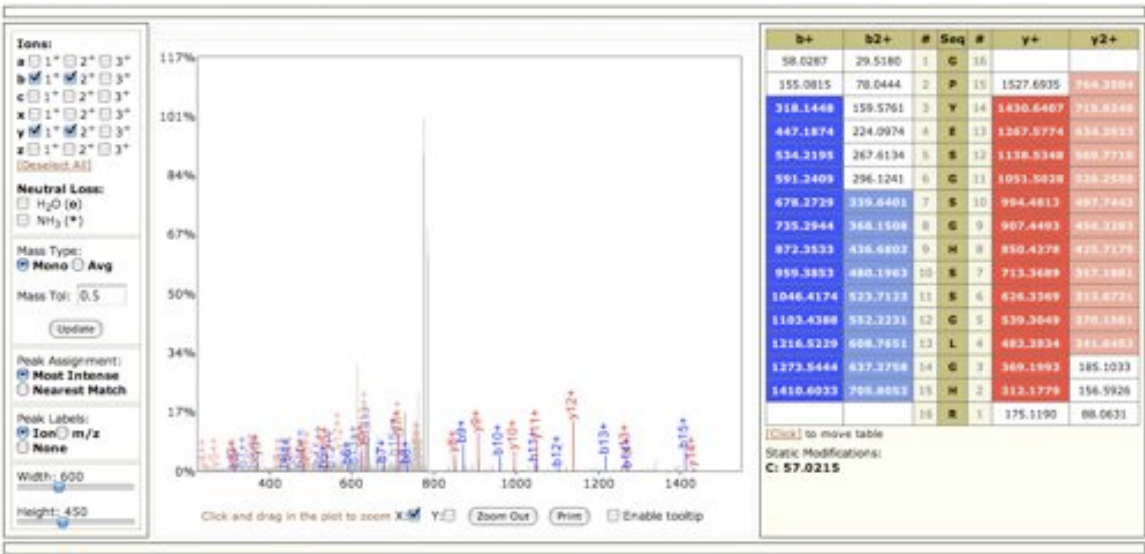 Ions:
a 1+ 2+ 3+
b 1+ 2+ 3+
c 1+ 2+ 3+
x 1+ 2+ 3+
y 1+ 2+ 3+
z 1+ 2+ 3+
[Deselect All]
Neutral Loss:
H2O (o)
NH3 (*)
Mass Type:
Mono Avg
Mass Tol: 0.5
Update
Peak Assignment:
Most Intense
Nearest Match
Peak Labels:
Ion m/z
None
Width: 600
Height: 450
117%
101%
84%
67%
50%
34%
17%
0%
b7+ b9+ y9+ b10+ y10+ y11+ b12+ y12+ b13+ b15+
400 600 800 1000 1200 1400
Click and drag in the plot to zoom X: Y: Zoom Out Print Enable tooltip
b+ b2+ # Seq # y+ y2+
58.0287 29.5180 1 G 16
155.0815 78.0444 2 P 15 1527.6935 764.3504
318.1448 159.5761 3 Y 14 1430.6407 715.8240
447.1874 224.0974 4 E 13 1267.5774 634.2923
534.2195 267.6134 5 S 12 1138.5348 569.7710
591.2409 296.1241 6 G 11 1051.5028 526.2550
678.2729 339.6401 7 S 10 994.4813 497.7443
735.2944 368.1508 8 G 9 907.4493 454.2283
872.3533 436.6803 9 H 8 850.4278 425.7175
959.3853 480.1963 10 S 7 713.3689 357.1881
1046.4174 523.7123 11 S 6 626.3369 313.6721
1103.4388 552.2231 12 G 5 539.3049 270.1561
1216.5229 608.7651 13 L 4 482.2834 241.6453
1273.5444 637.2758 14 G 3 369.1993 185.1033
1410.6033 705.8053 15 H 2 312.1779 156.5926
16 R 1 175.1190 88.0631
[Click] to move table
Static Modifications:
C: 57.0215